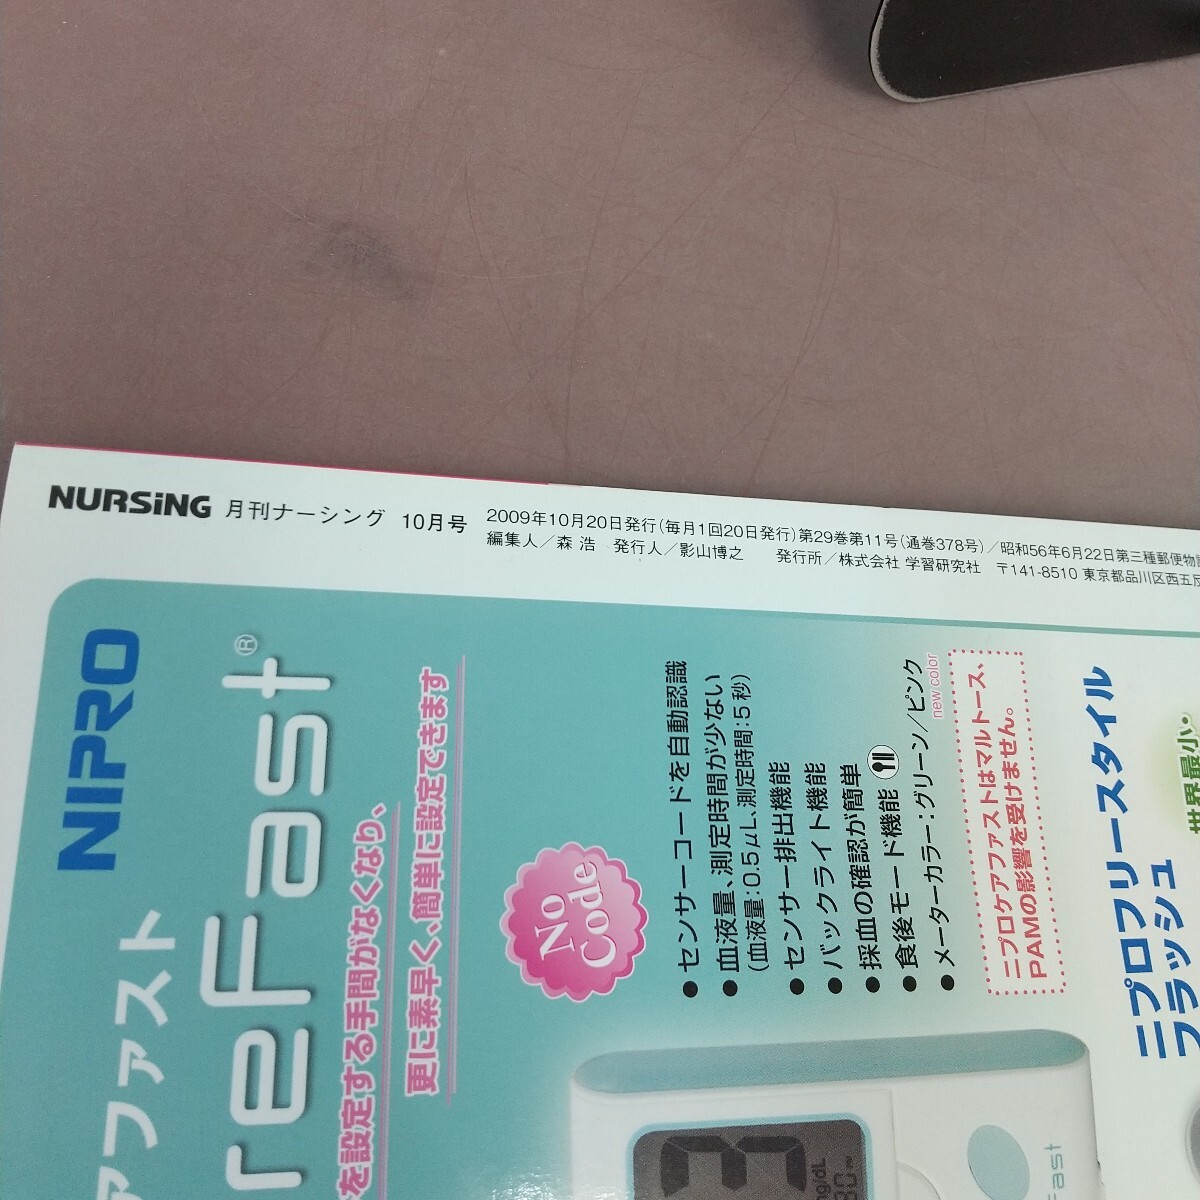 NURSiNG 月刊ナーシング 10月号
2009年10月20日発行(毎月1回20日発行)第29巻第11号(通巻378号)／昭和56年6月22日第三種郵便物
編集人／森 浩　発行人／影山博之　発行所／株式会社 学習研究社　〒141-8510 東京都品川区西五反
NIPRO
アファスト
reFast®
を設定する手間がなくなり、
更に素早く、簡単に設定できます
No
Code
● センサーコードを自動認識
● 血液量、測定時間が少ない
(血液量:0.5μL、測定時間:5秒)
● センサー排出機能
● バックライト機能
● 採血の確認が簡単
● 食後モード機能
● メーターカラー:グリーン／ピンク
new color
ニプロケアファストはマルトース、
PAMの影響を受けません。
ニプロフリースタイル
フラッシュ
世界最小
mg/dL
Fast